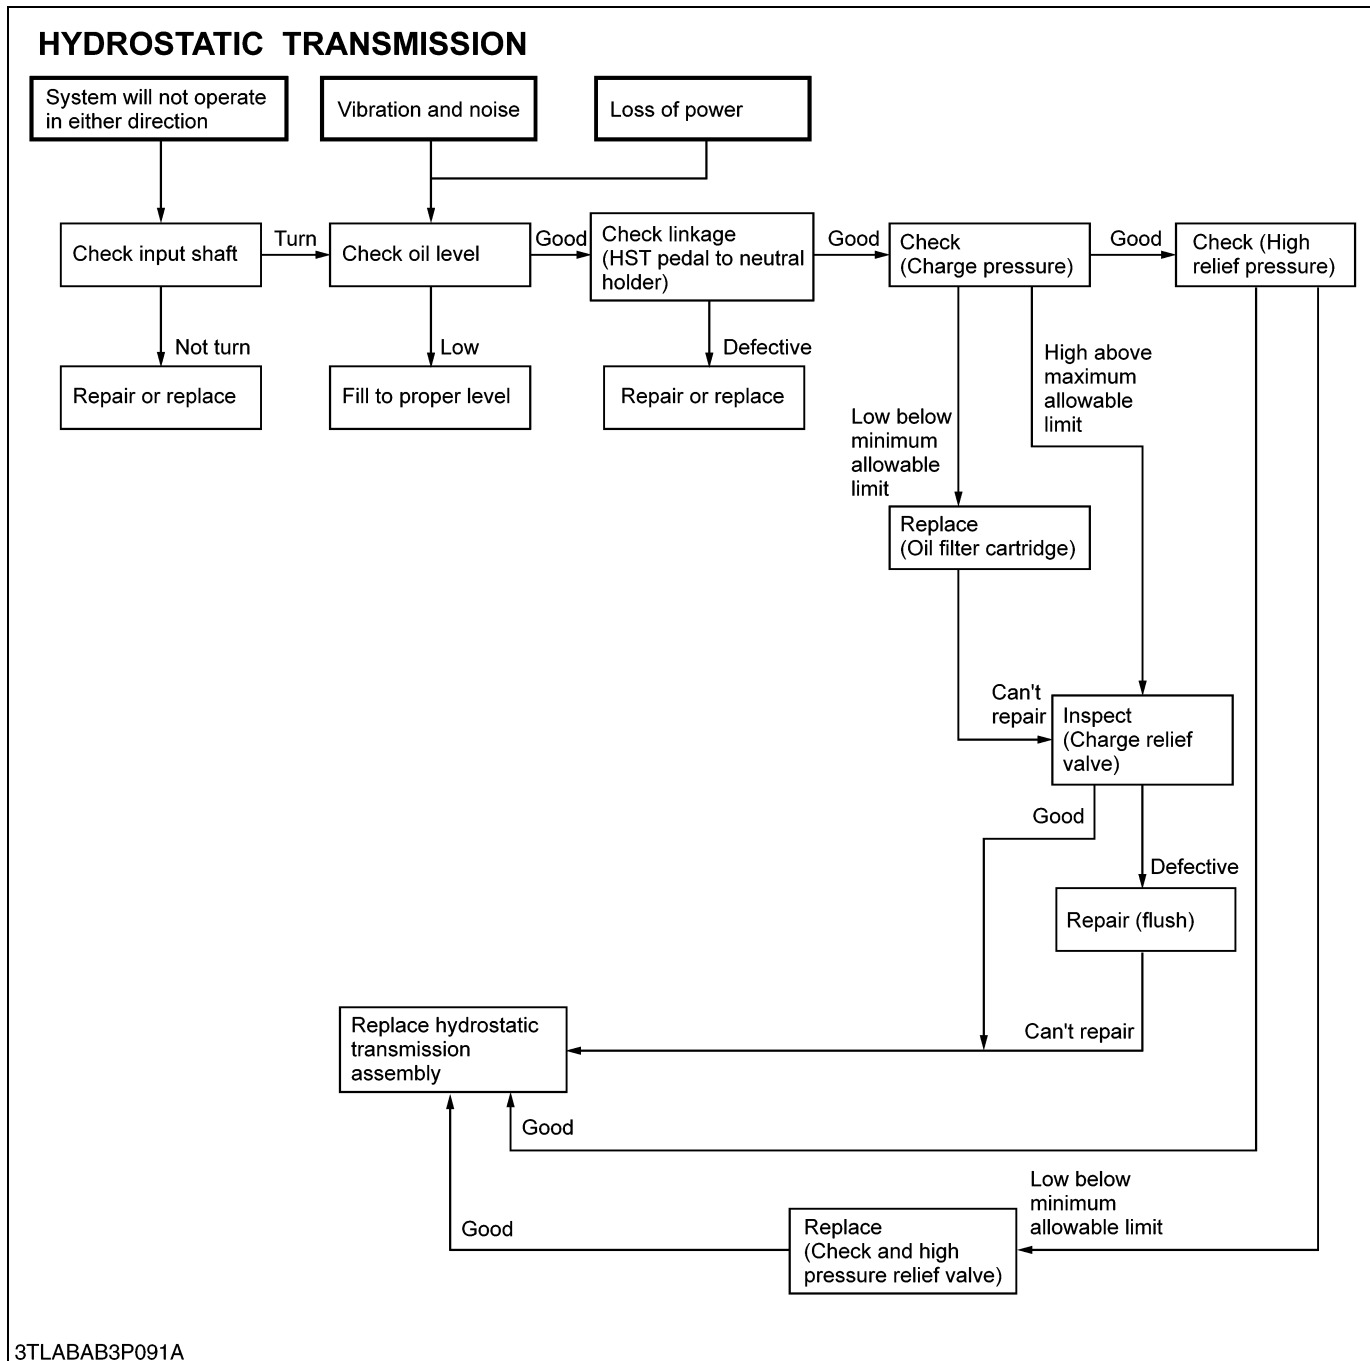 HYDROSTATIC TRANSMISSION
System will not operate
in either direction
Vibration and noise
Loss of power
Check input shaft
Turn
Check oil level
Good
Check linkage
(HST pedal to neutral
holder)
Good
Check
(Charge pressure)
Good
Check (High
relief pressure)
Not turn
Repair or replace
Low
Fill to proper level
Defective
Repair or replace
Low below
minimum
allowable
limit
High above
maximum
allowable
limit
Replace
(Oil filter cartridge)
Can't
repair
Inspect
(Charge relief
valve)
Good
Defective
Repair (flush)
Can't repair
Replace hydrostatic
transmission
assembly
Good
Low below
minimum
allowable limit
Good
Replace
(Check and high
pressure relief valve)
3TLABAB3P091A